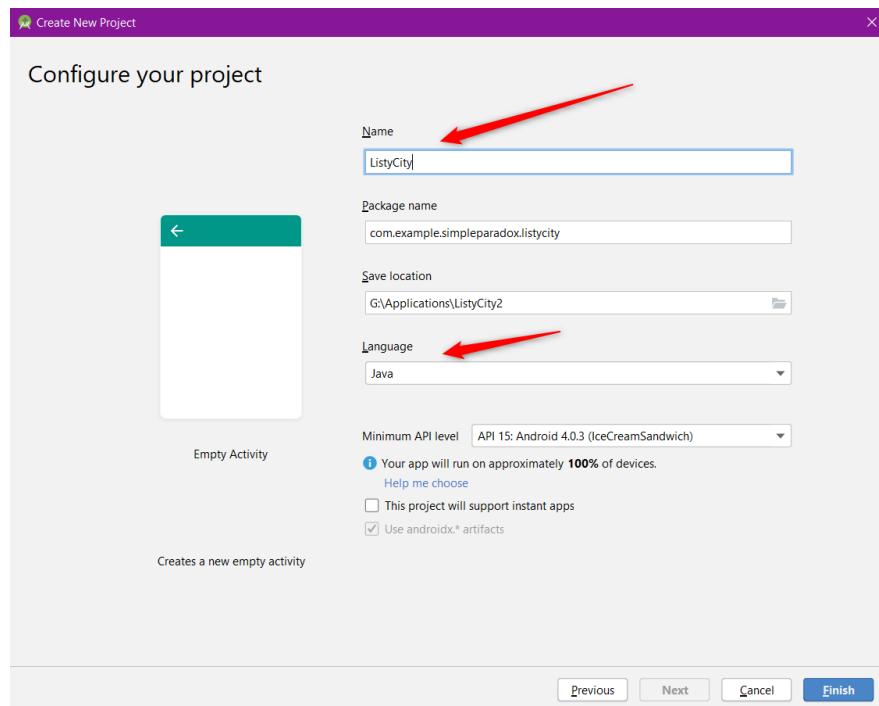 Create New Project
Configure your project
Name
ListyCity
Package name
com.example.simpleparadox.listycity
Save location
G:\Applications\ListyCity2
Language
Java
Empty Activity
Minimum API level API 15: Android 4.0.3 (IceCreamSandwich)
Your app will run on approximately 100% of devices.
Help me choose
This project will support instant apps
Use androidx.* artifacts
Creates a new empty activity
Previous Next Cancel Finish